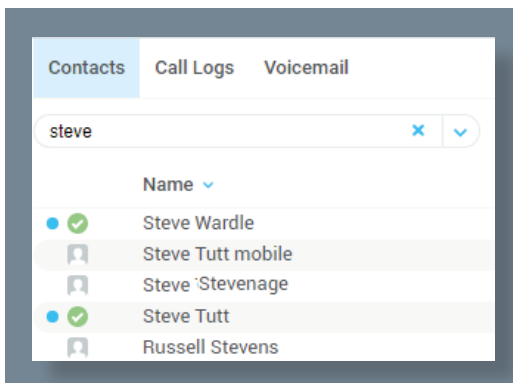 Contacts Call Logs Voicemail
steve
Name
Steve Wardle
Steve Tutt mobile
Steve Stevenage
Steve Tutt
Russell Stevens